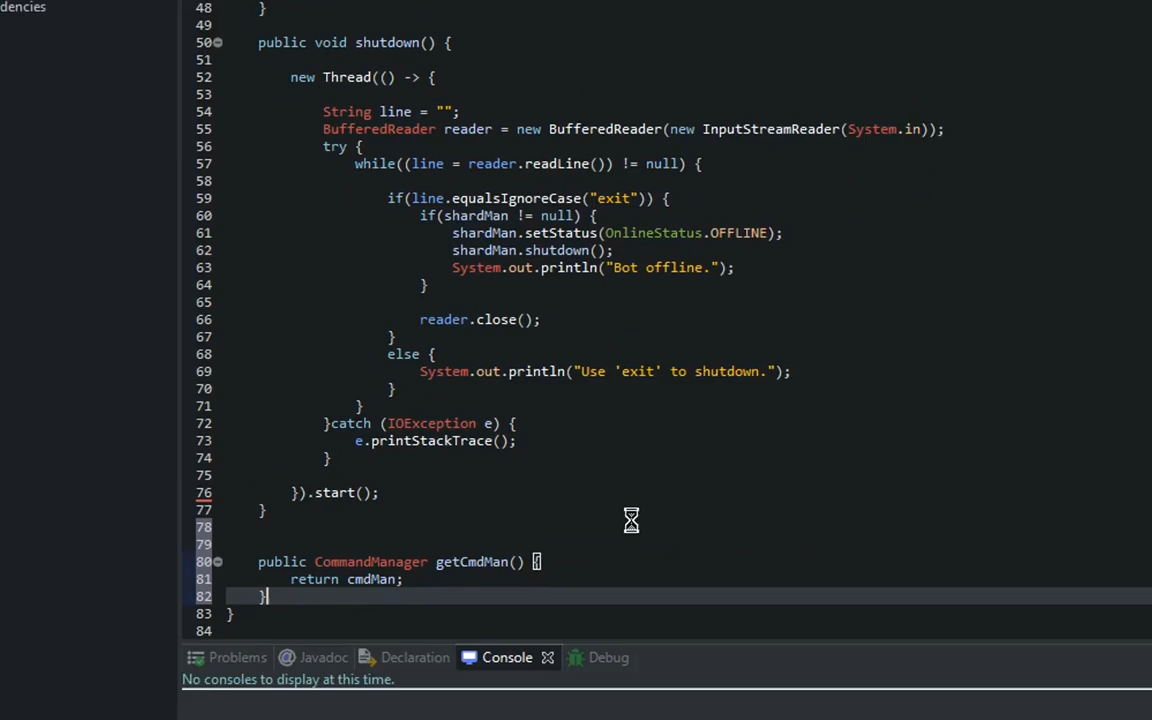 dencies
48 }
49
50 public void shutdown() {
51
52 new Thread(() -> {
53
54 String line = "";
55 BufferedReader reader = new BufferedReader(new InputStreamReader(System.in));
56 try {
57 while((line = reader.readLine()) != null) {
58
59 if(line.equalsIgnoreCase("exit")) {
60 if(shardMan != null) {
61 shardMan.setStatus(OnlineStatus.OFFLINE);
62 shardMan.shutdown();
63 System.out.println("Bot offline.");
64 }
65
66 reader.close();
67 }
68 else {
69 System.out.println("Use 'exit' to shutdown.");
70 }
71 }
72 }catch (IOException e) {
73 e.printStackTrace();
74 }
75
76 }).start();
77 }
78
79
80 public CommandManager getCmdMan() {
81 return cmdMan;
82 }
83 }
84
Problems @ Javadoc Declaration Console Debug
No consoles to display at this time.